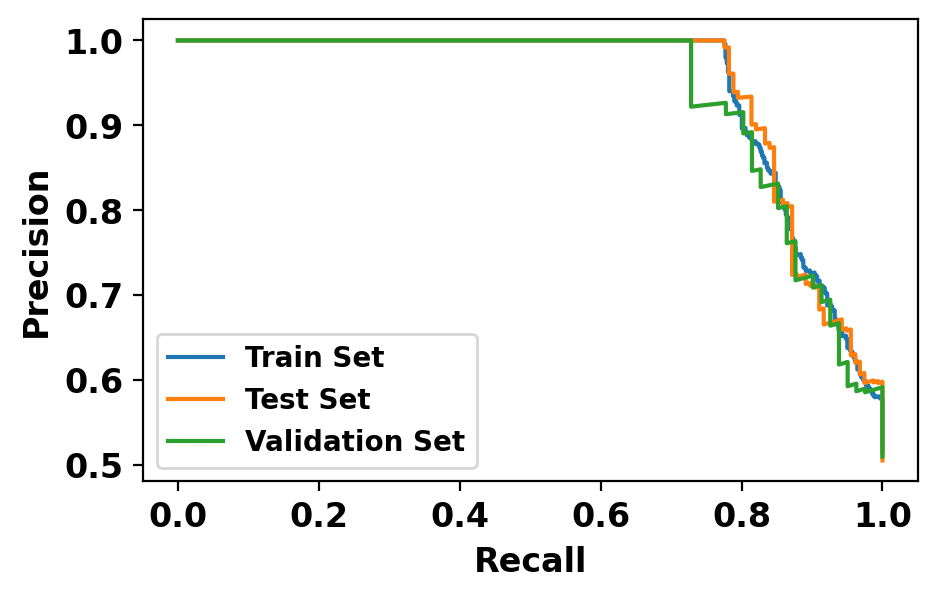 1.0
0.9
0.8
0.7
0.6
0.5
Precision
Train Set
Test Set
Validation Set
0.0 0.2 0.4 0.6 0.8 1.0
Recall